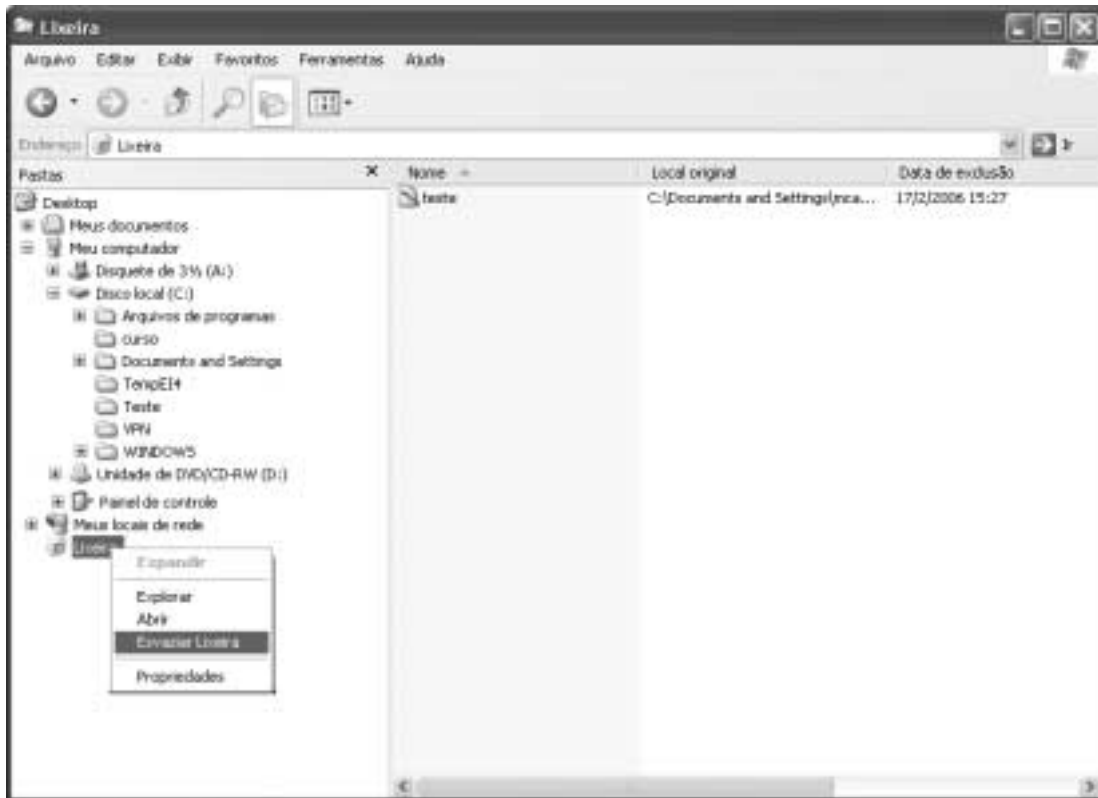 Lixeira
Arquivo Editar Exibir Favoritos Ferramentas Ajuda
Endereço Lixeira Ir
Pastas
Nome Local original Data de exclusão
teste C:\Documents and Settings\mca... 17/2/2006 15:27
Desktop
Meus documentos
Meu computador
Disquete de 3½ (A:)
Disco local (C:)
Arquivos de programas
curso
Documents and Settings
TempEI4
Teste
VPN
WINDOWS
Unidade de DVD/CD-RW (D:)
Painel de controle
Meus locais de rede
Lixeira
Expandir
Explorar
Abrir
Esvaziar Lixeira
Propriedades